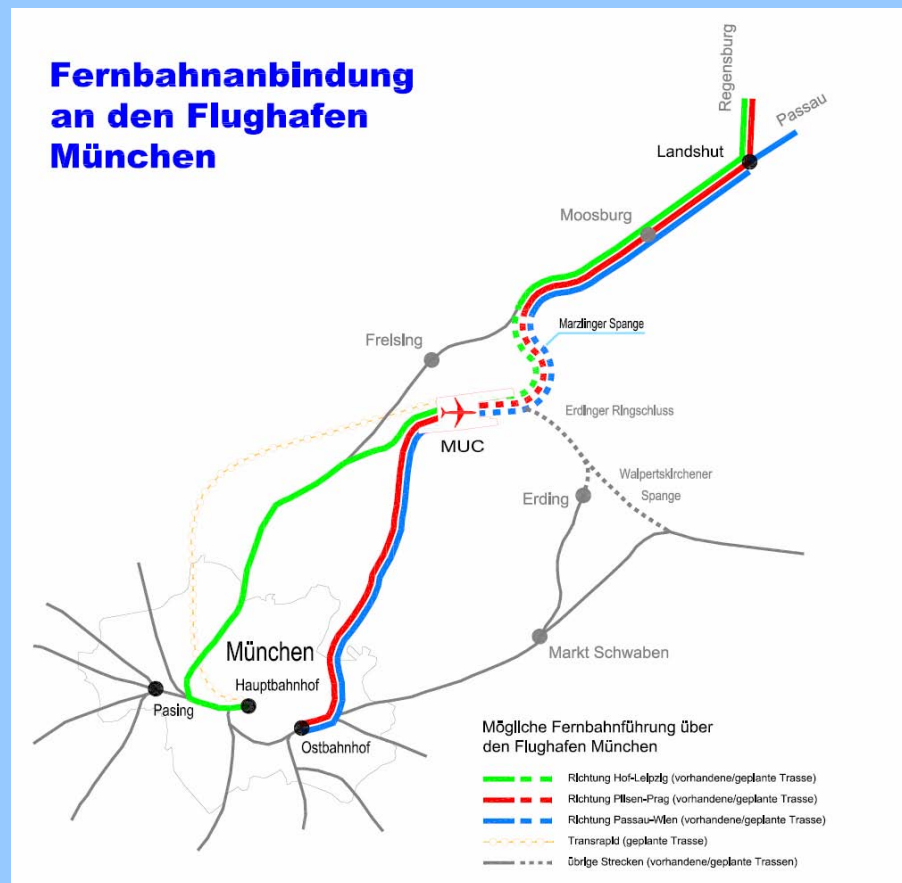 Fernbahnanbindung
an den Flughafen
München
Regensburg
Passau
Landshut
Moosburg
Marzlinger Spange
Freising
Erdinger Ringschluss
MUC
Walpertskirchener
Spange
Erding
München
Hauptbahnhof
Markt Schwaben
Pasing
Ostbahnhof
Mögliche Fernbahnführung über
den Flughafen München
Richtung Hof-Leipzig (vorhandene/geplante Trasse)
Richtung Pilsen-Prag (vorhandene/geplante Trasse)
Richtung Passau-Wien (vorhandene/geplante Trasse)
Transrapid (geplante Trasse)
übrige Strecken (vorhandene/geplante Trassen)